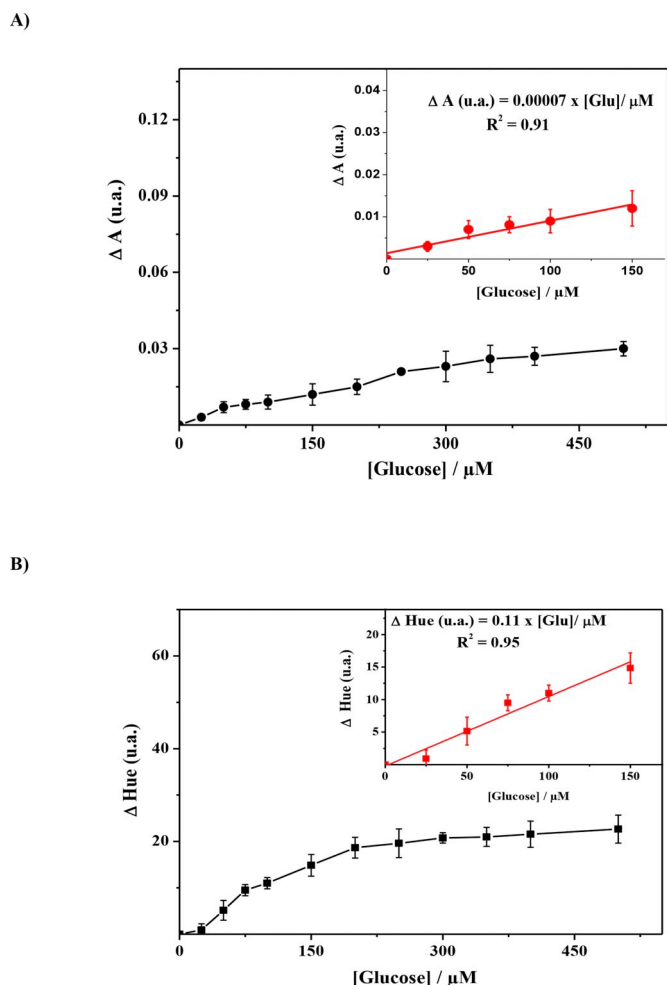 A)
Δ A (u.a.) = 0.00007 x [Glu]/ µM
R² = 0.91
Δ A (u.a.)
0.04
0.03
0.02
0.01
0 50 100 150
[Glucose] / µM
Δ A (u.a.)
0.12
0.09
0.06
0.03
0 150 300 450
[Glucose] / µM
B)
Δ Hue (u.a.) = 0.11 x [Glu]/ µM
R² = 0.95
Δ Hue (u.a.)
25
20
15
10
5
0 50 100 150
[Glucose] / µM
Δ Hue (u.a.)
60
40
20
0 150 300 450
[Glucose] / µM